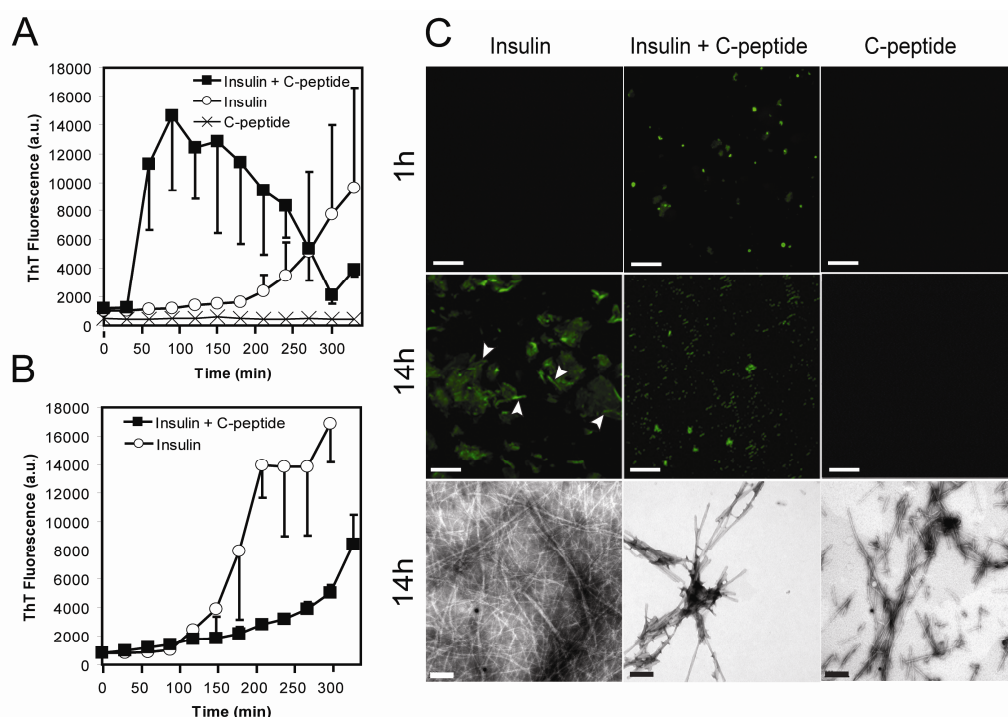 A
18000
16000
14000
12000
10000
8000
6000
4000
2000
0
ThT Fluorescence (a.u.)
Insulin + C-peptide
Insulin
C-peptide
0 50 100 150 200 250 300
Time (min)
B
18000
16000
14000
12000
10000
8000
6000
4000
2000
0
ThT Fluorescence (a.u.)
Insulin + C-peptide
Insulin
0 50 100 150 200 250 300
Time (min)
C
Insulin Insulin + C-peptide C-peptide
1h
14h
14h